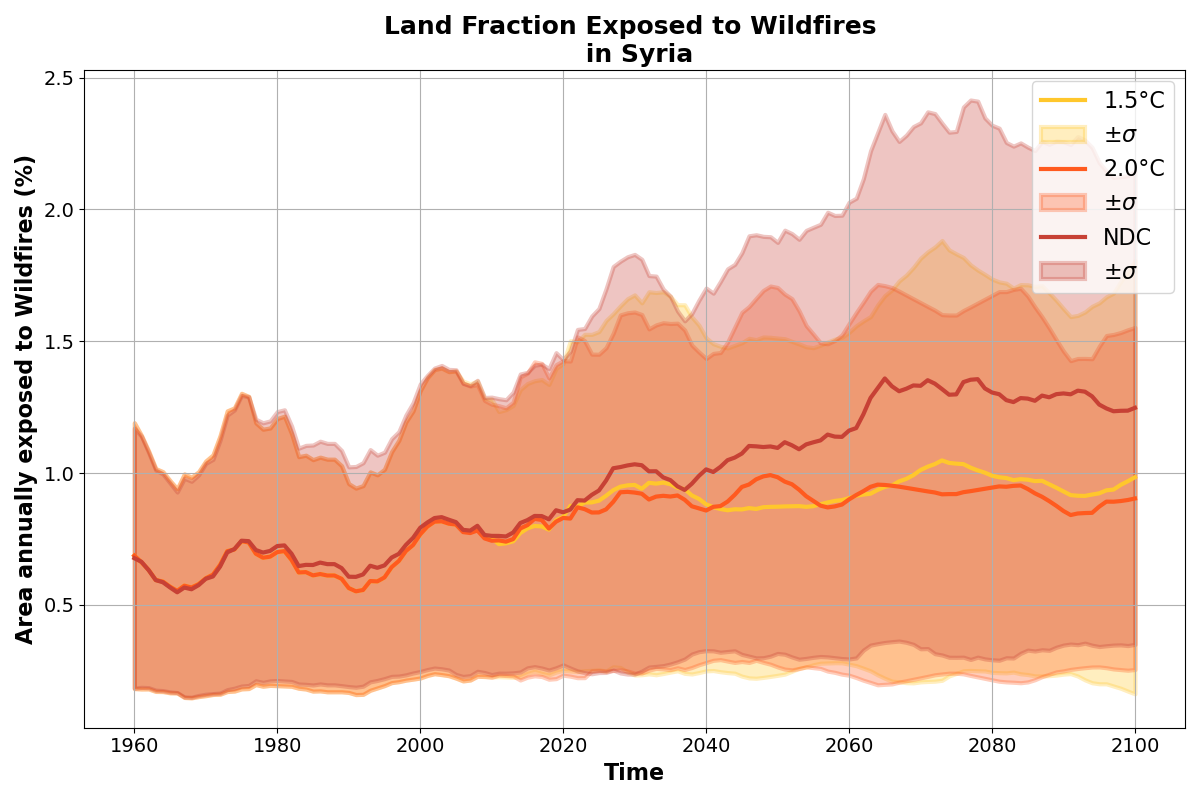 Land Fraction Exposed to Wildfires
in Syria
Area annually exposed to Wildfires (%)
2.5
2.0
1.5
1.0
0.5
1.5°C
±σ
2.0°C
±σ
NDC
±σ
1960 1980 2000 2020 2040 2060 2080 2100
Time